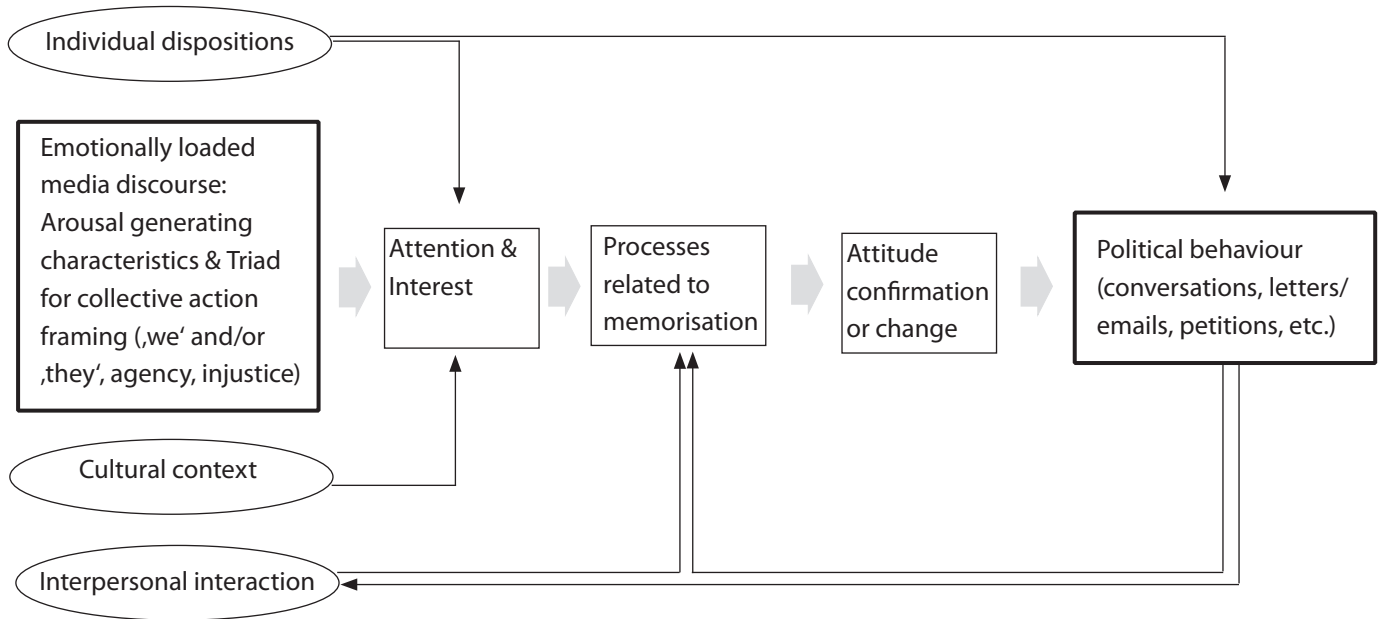 Individual dispositions
Emotionally loaded
media discourse:
Arousal generating
characteristics & Triad
for collective action
framing (‚we‘ and/or
‚they‘, agency, injustice)
Attention &
Interest
Processes
related to
memorisation
Attitude
confirmation
or change
Political behaviour
(conversations, letters/
emails, petitions, etc.)
Cultural context
Interpersonal interaction